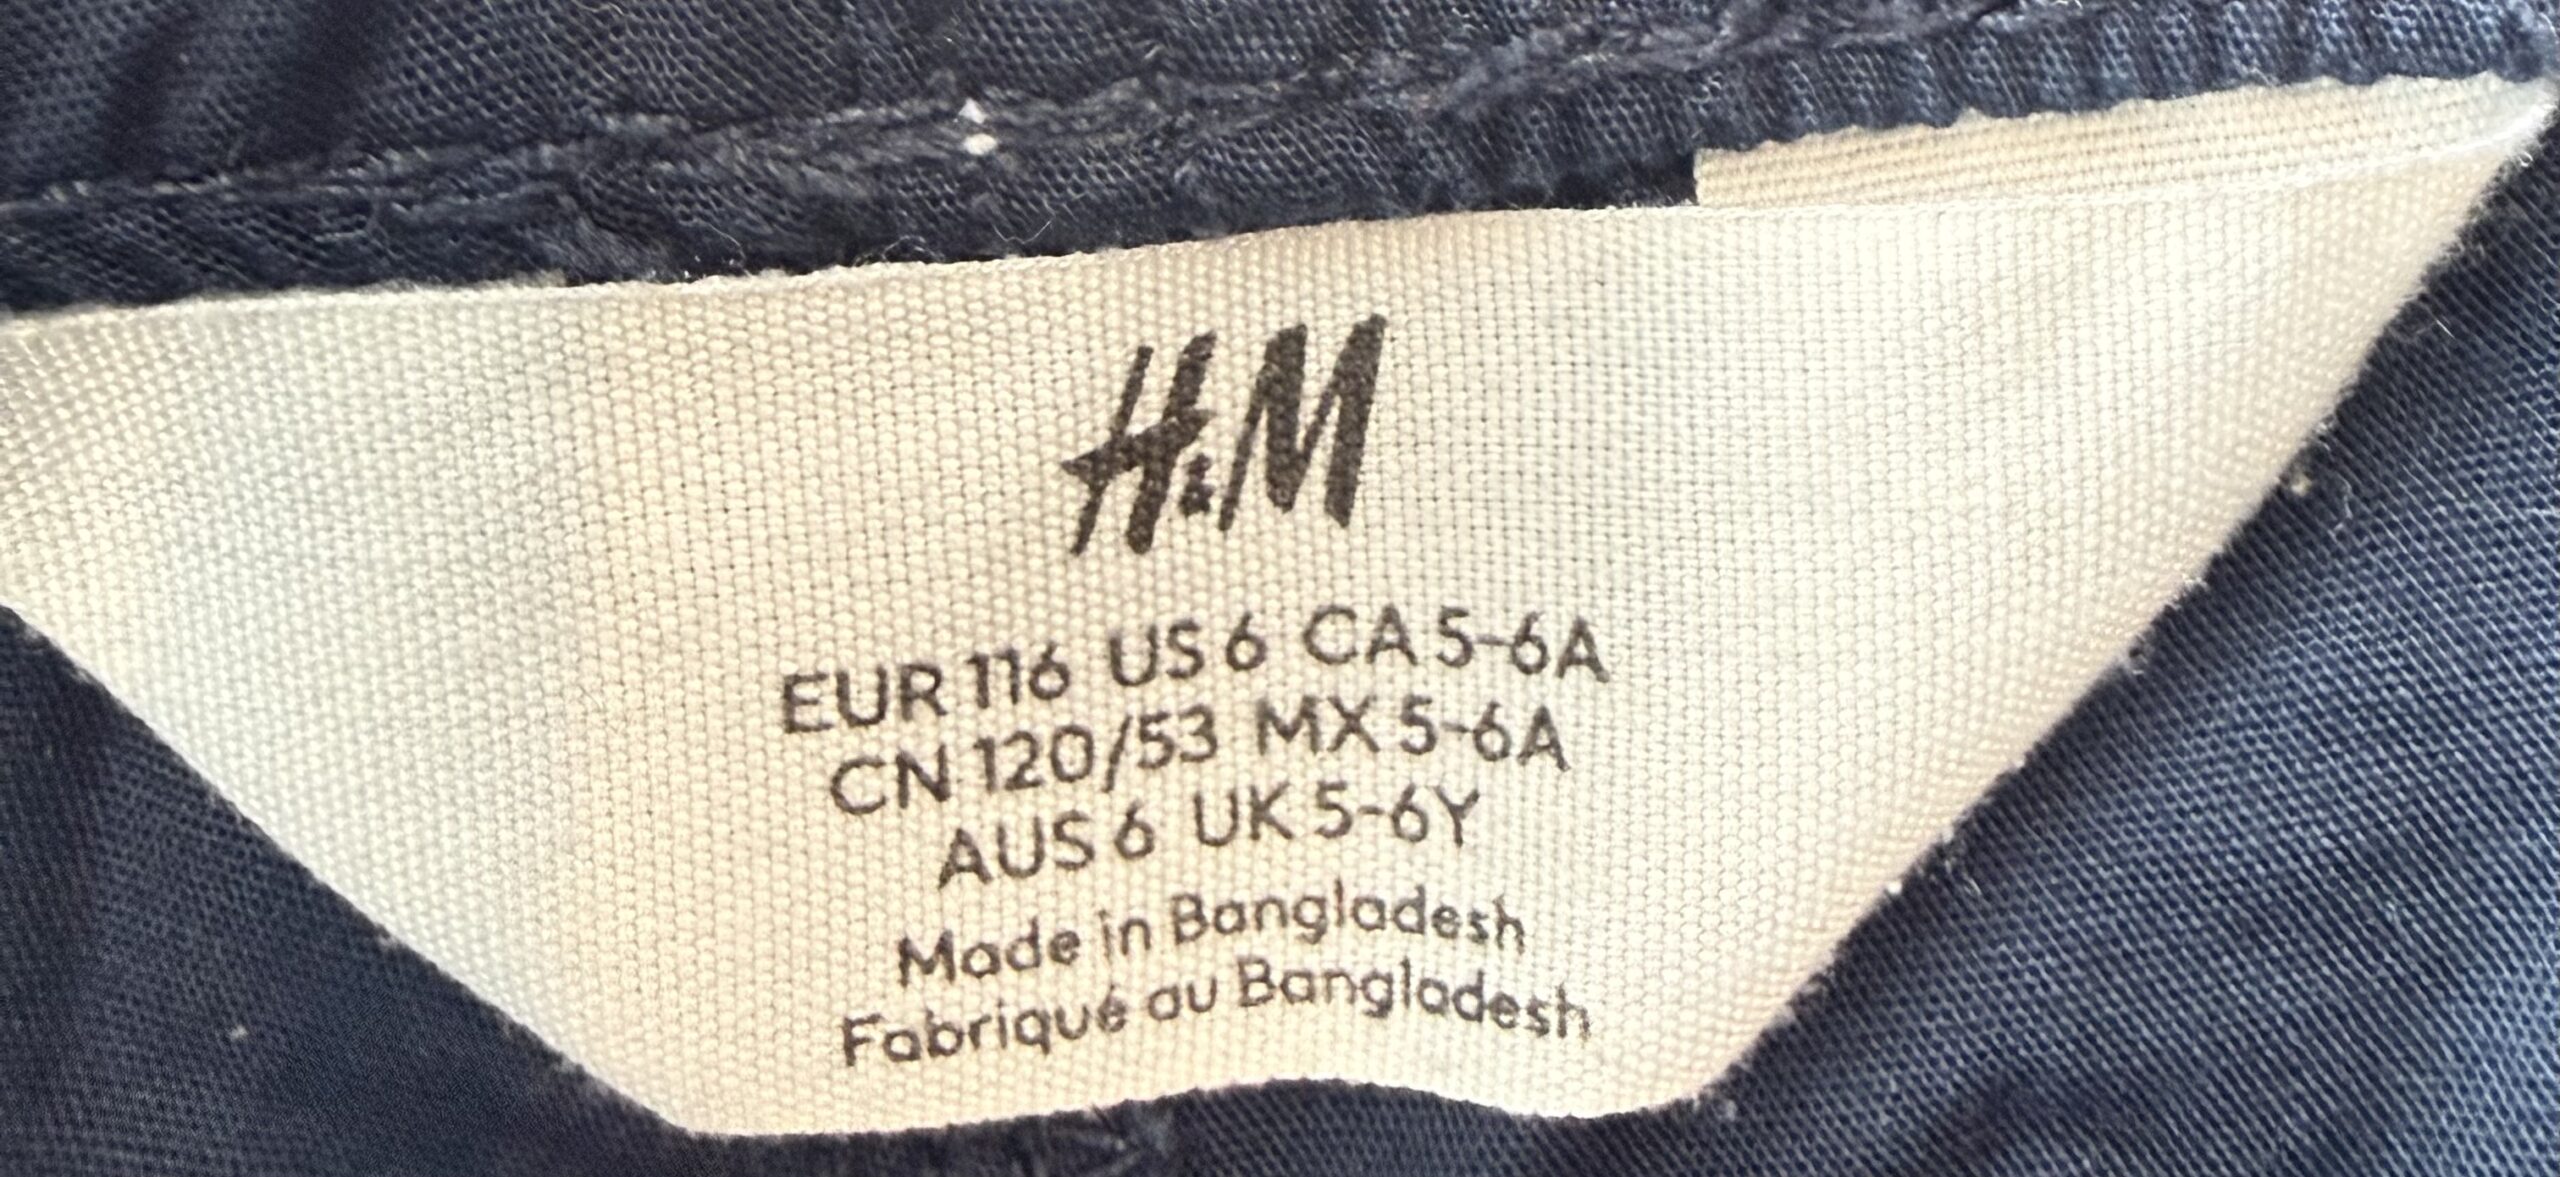 H&M
EUR 116 US 6 CA 5-6A
CN 120/53 MX 5-6A
AUS 6 UK 5-6Y
Made in Bangladesh
Fabriqué au Bangladesh